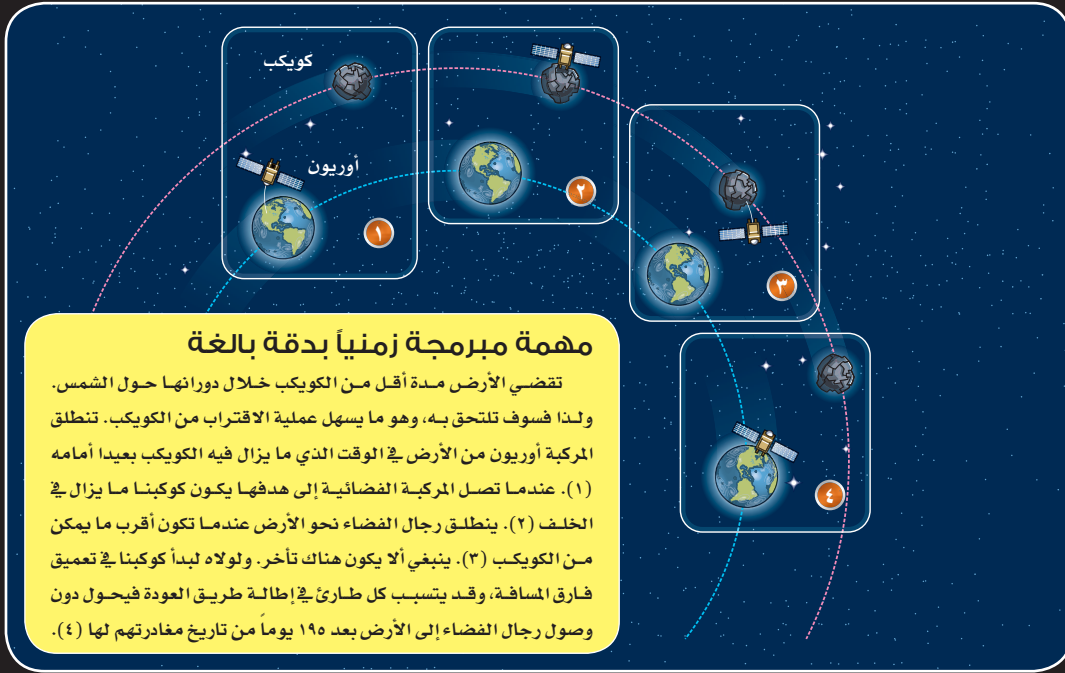 كويكب
أوريون
١
٢
٣
٤
مهمة مبرمجة زمنياً بدقة بالغة
تقضي الأرض مدة أقل من الكويكب خلال دورانها حول الشمس.
ولذا فسوف تلتحق به، وهو ما يسهل عملية الاقتراب من الكويكب. تنطلق
المركبة أوريون من الأرض في الوقت الذي ما يزال فيه الكويكب بعيدا أمامه
(١). عندما تصل المركبة الفضائية إلى هدفها يكون كوكبنا ما يزال في
الخلف (٢). ينطلق رجال الفضاء نحو الأرض عندما تكون أقرب ما يمكن
من الكويكب (٣). ينبغي ألا يكون هناك تأخر. ولولاه لبدأ كوكبنا في تعميق
فارق المسافة، وقد يتسبب كل طارئ في إطالة طريق العودة فيحول دون
وصول رجال الفضاء إلى الأرض بعد ١٩٥ يوماً من تاريخ مغادرتهم لها (٤).